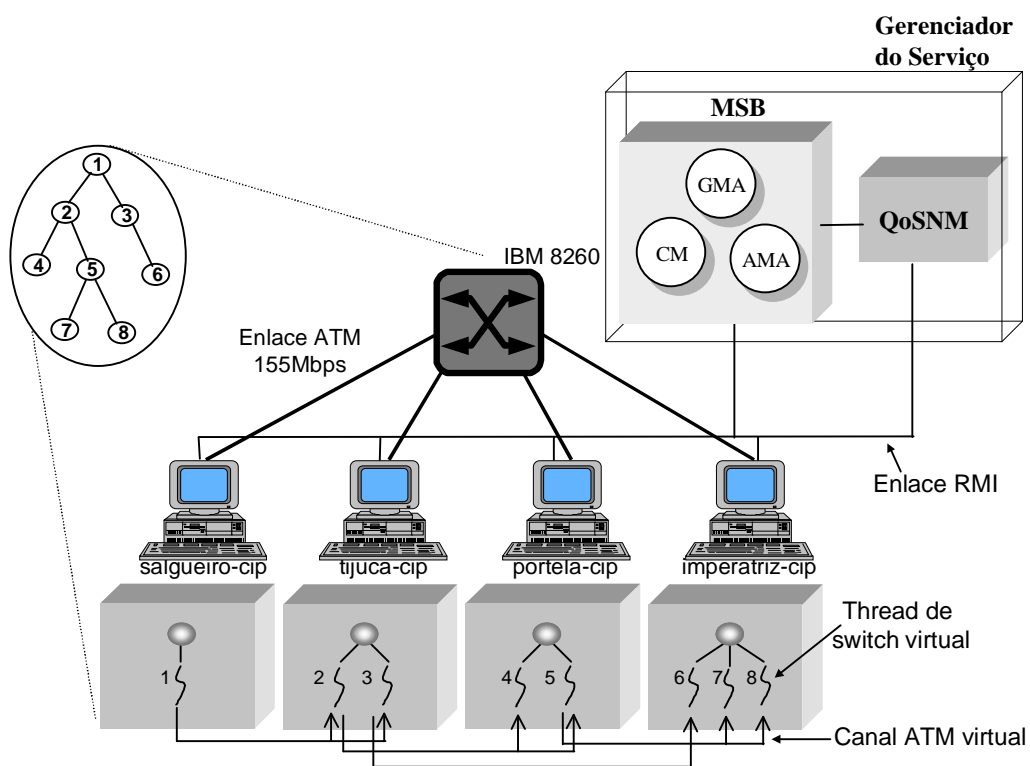 Gerenciador
do Serviço
MSB
GMA
CM
AMA
QoSNM
1
2
3
4
5
6
7
8
IBM 8260
Enlace ATM
155Mbps
Enlace RMI
salgueiro-cip
tijuca-cip
portela-cip
imperatriz-cip
1
2
3
4
5
6
7
8
Thread de
switch virtual
Canal ATM virtual